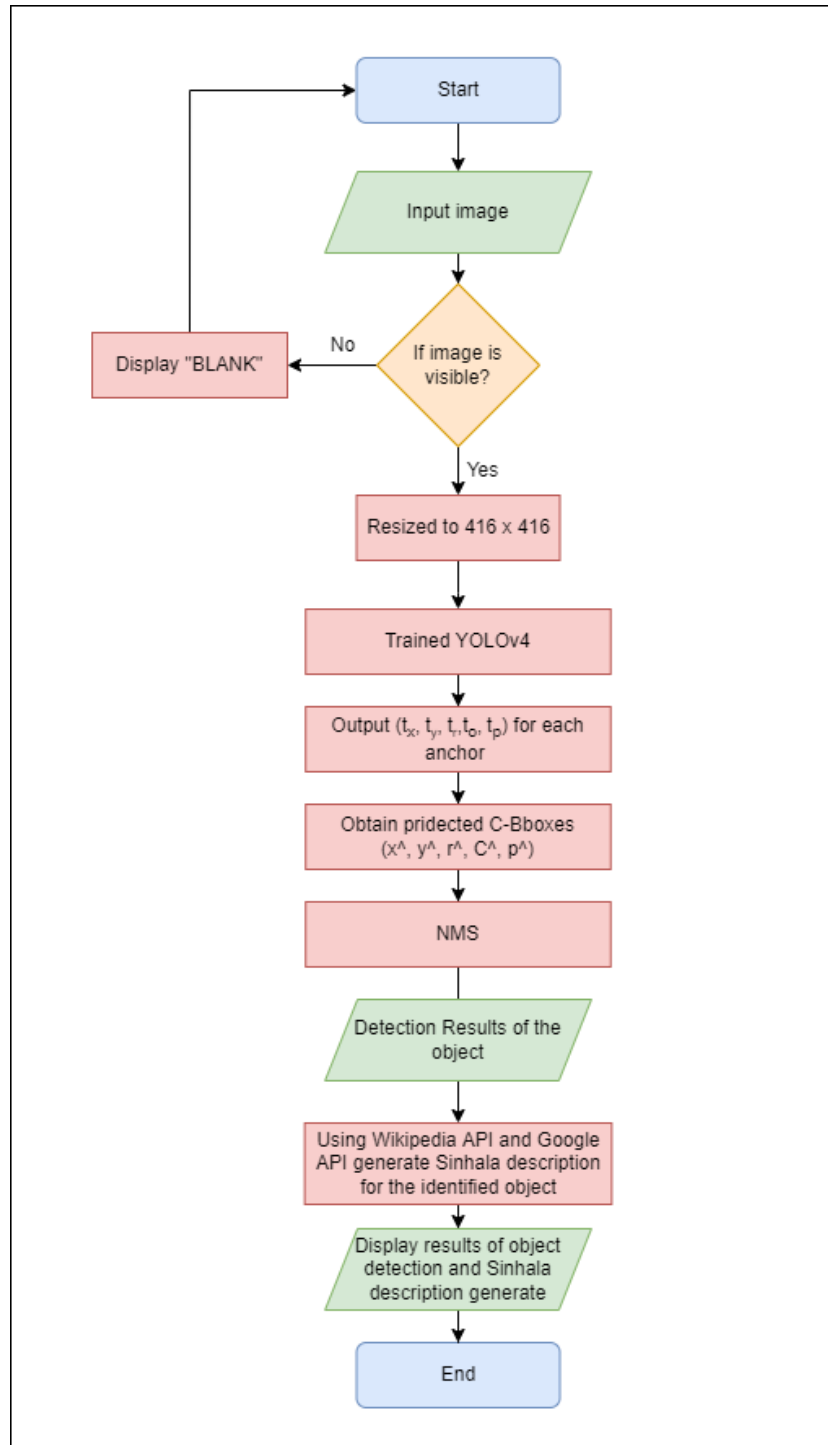 Start
Input image
If image is
visible?
No
Display "BLANK"
Yes
Resized to 416 x 416
Trained YOLOv4
Output (tx, ty, tr,to, tp) for each
anchor
Obtain pridected C-Bboxes
(x^, y^, r^, C^, p^)
NMS
Detection Results of the
object
Using Wikipedia API and Google
API generate Sinhala description
for the identified object
Display results of object
detection and Sinhala
description generate
End